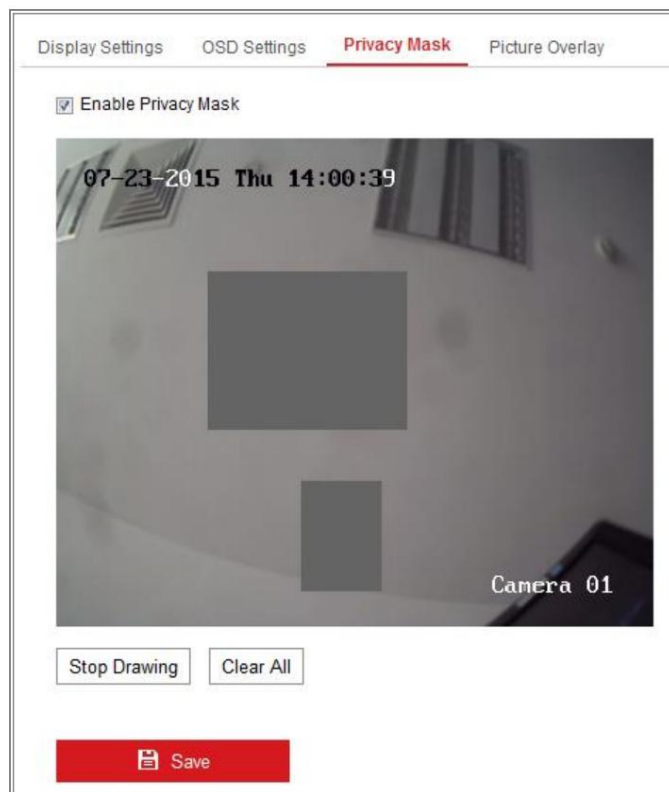 Display Settings OSD Settings Privacy Mask Picture Overlay
Enable Privacy Mask
07-23-2015 Thu 14:00:39
Camera 01
Stop Drawing Clear All
Save